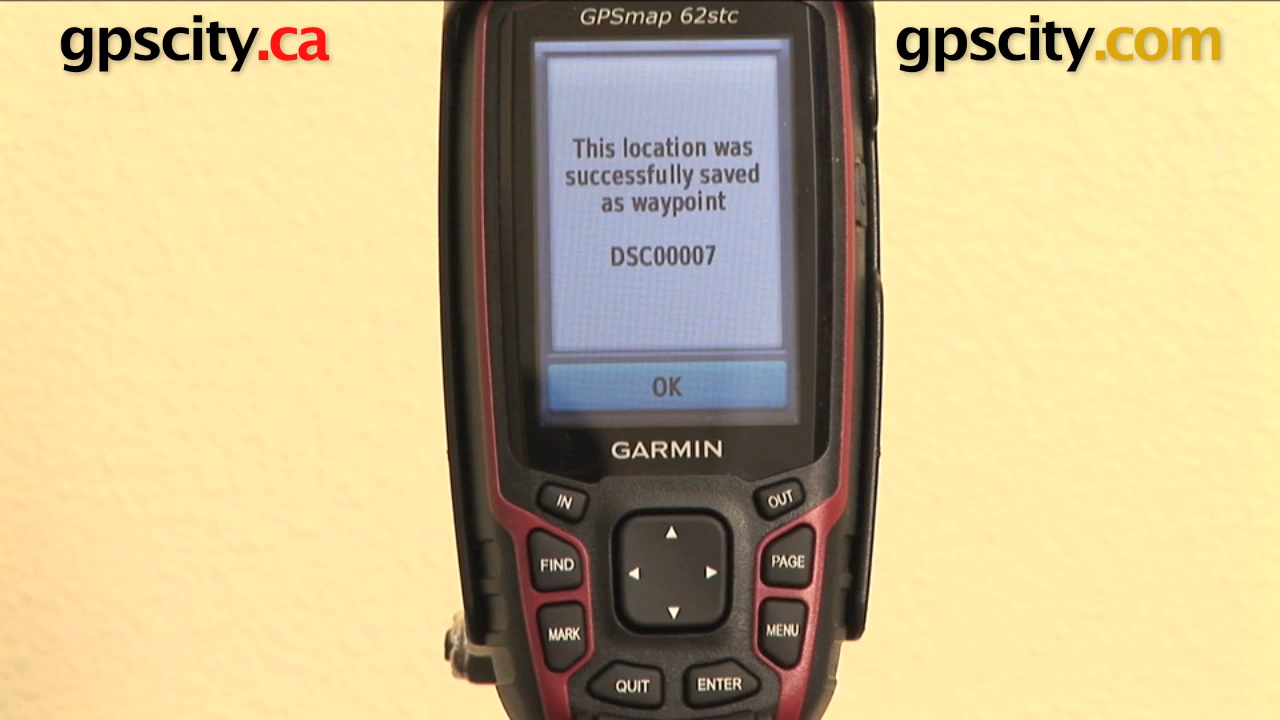 gpscity.ca
gpscity.com
GPSmap 62stc
This location was
successfully saved
as waypoint
DSC00007
OK
GARMIN
IN
OUT
FIND
PAGE
MARK
MENU
QUIT
ENTER